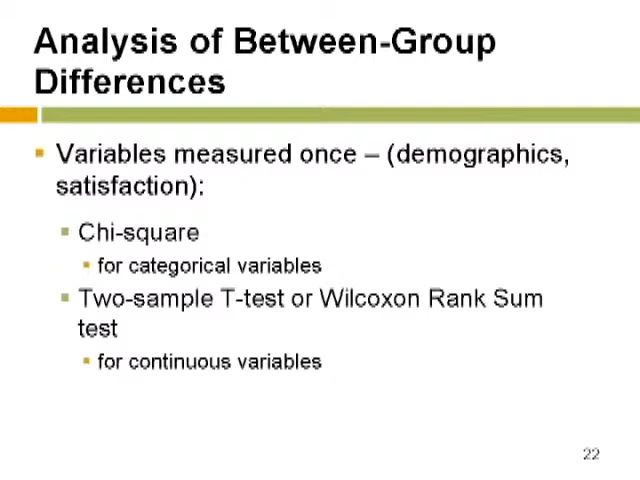 Analysis of Between-Group
Differences
Variables measured once – (demographics,
satisfaction):
Chi-square
for categorical variables
Two-sample T-test or Wilcoxon Rank Sum
test
for continuous variables
22